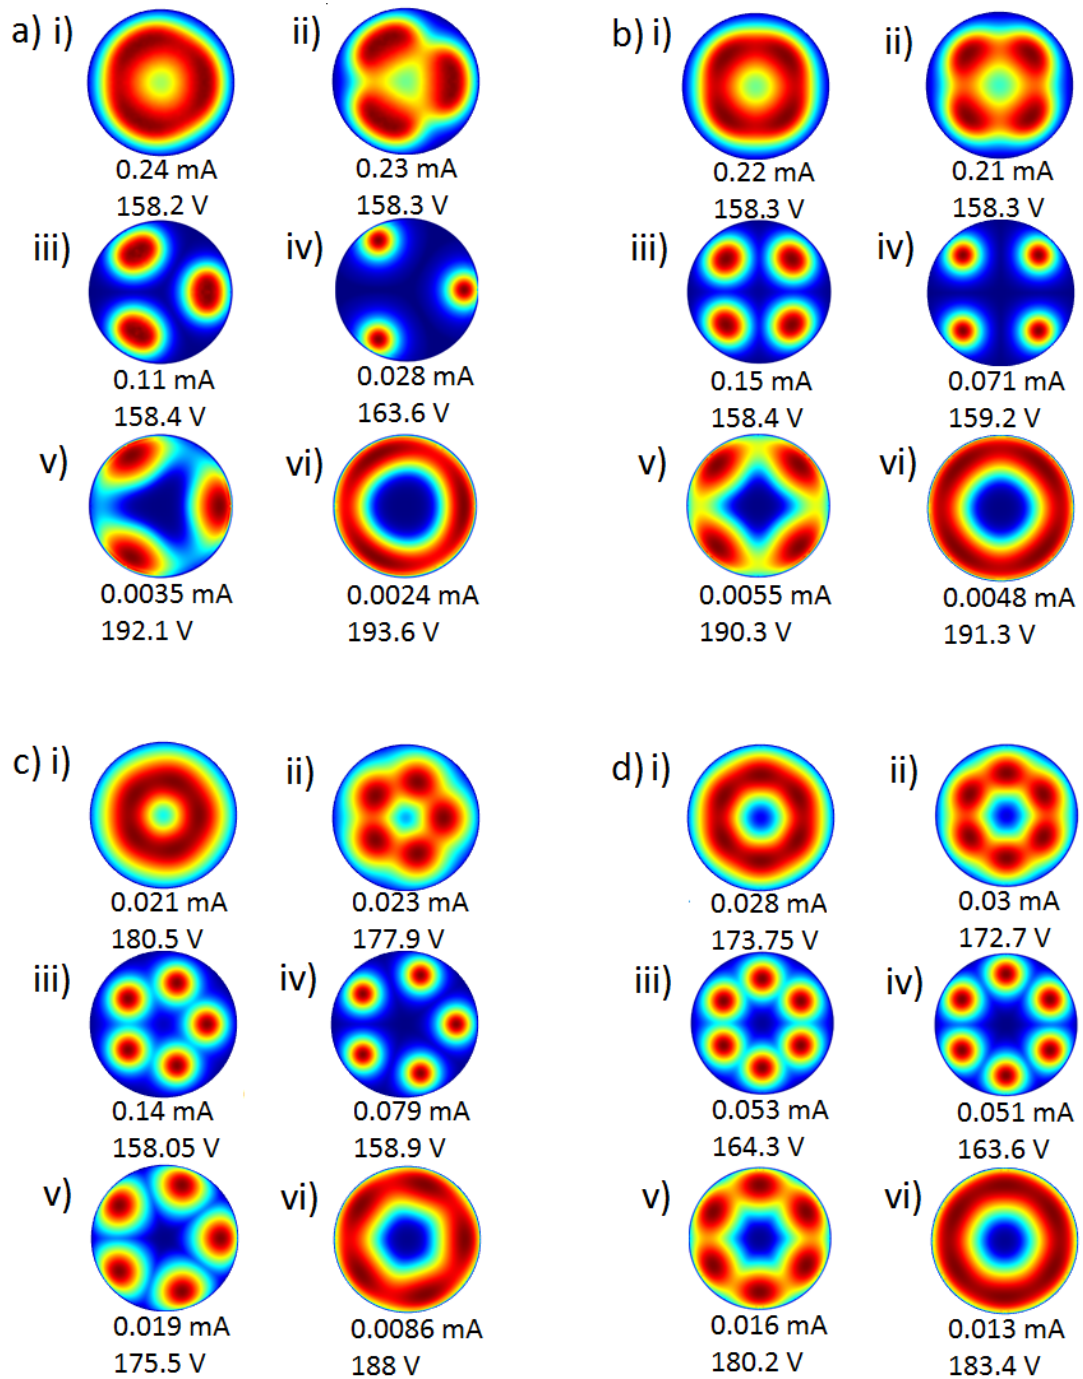 a) i) ii) b) i) ii)
0.24 mA 0.23 mA 0.22 mA 0.21 mA
158.2 V 158.3 V 158.3 V 158.3 V
iii) iv) iii) iv)
0.11 mA 0.028 mA 0.15 mA 0.071 mA
158.4 V 163.6 V 158.4 V 159.2 V
v) vi) v) vi)
0.0035 mA 0.0024 mA 0.0055 mA 0.0048 mA
192.1 V 193.6 V 190.3 V 191.3 V
c) i) ii) d) i) ii)
0.021 mA 0.023 mA 0.028 mA 0.03 mA
180.5 V 177.9 V 173.75 V 172.7 V
iii) iv) iii) iv)
0.14 mA 0.079 mA 0.053 mA 0.051 mA
158.05 V 158.9 V 164.3 V 163.6 V
v) vi) v) vi)
0.019 mA 0.0086 mA 0.016 mA 0.013 mA
175.5 V 188 V 180.2 V 183.4 V